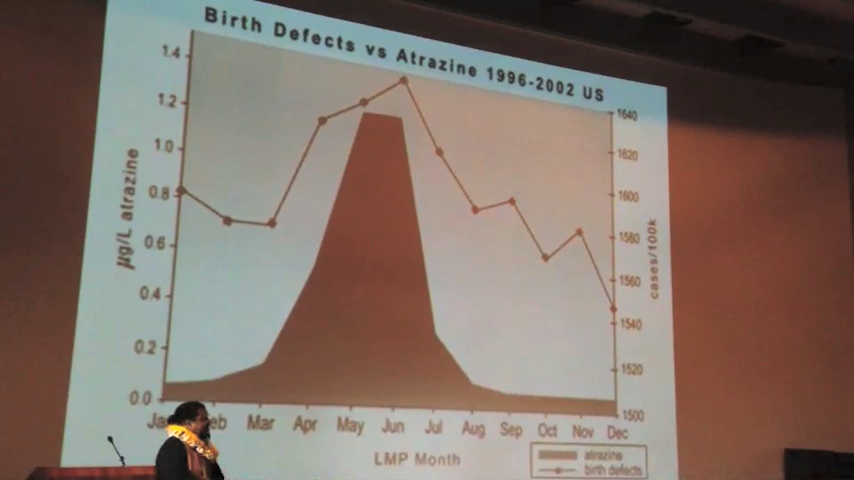 Birth Defects vs Atrazine 1996-2002 US
1.4
1.2
1.0
0.8
0.6
0.4
0.2
0.0
µg/L atrazine
1640
1620
1600
1580
1560
1540
1520
1500
cases/100k
Mar Apr May Jun Jul Aug Sep Oct Nov Dec
LMP Month
atrazine
birth defects